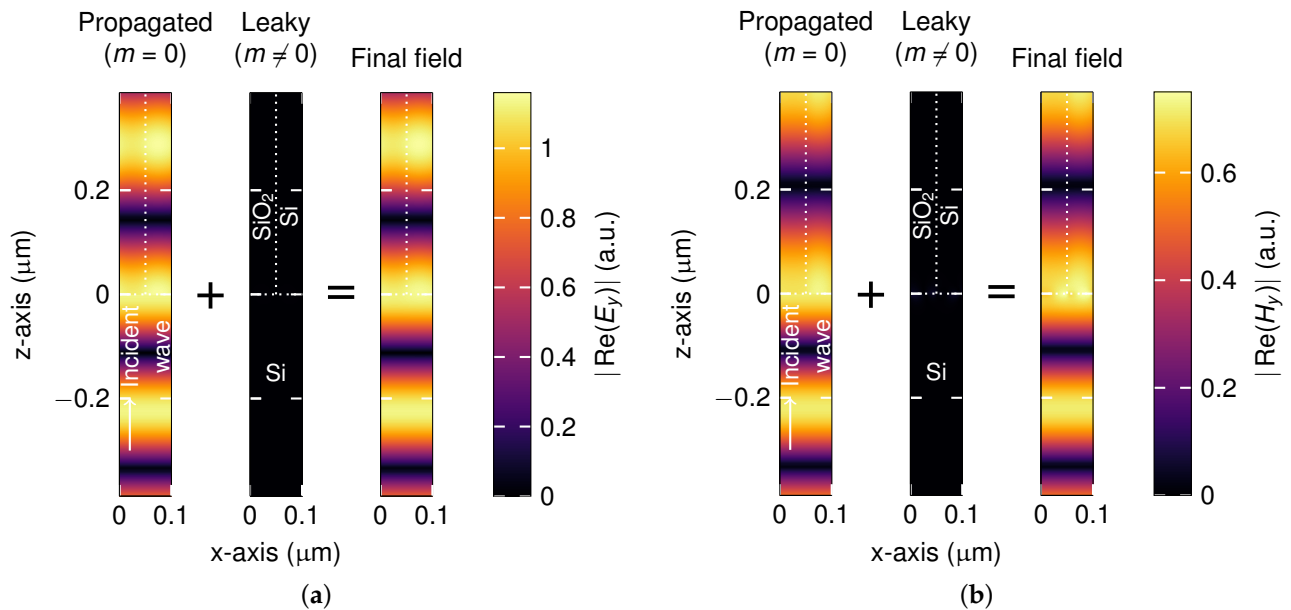 Propagated
(m = 0)
Leaky
(m ≠ 0)
Final field
+
=
z-axis (μm)
0.2
0
−0.2
Incident
wave
SiO₂
Si
Si
0 0.1
0 0.1
0 0.1
x-axis (μm)
1
0.8
0.6
0.4
0.2
0
|Re(E_y)| (a.u.)
(a)
Propagated
(m = 0)
Leaky
(m ≠ 0)
Final field
+
=
z-axis (μm)
0.2
0
−0.2
Incident
wave
SiO₂
Si
Si
0 0.1
0 0.1
0 0.1
x-axis (μm)
0.6
0.4
0.2
0
|Re(H_y)| (a.u.)
(b)